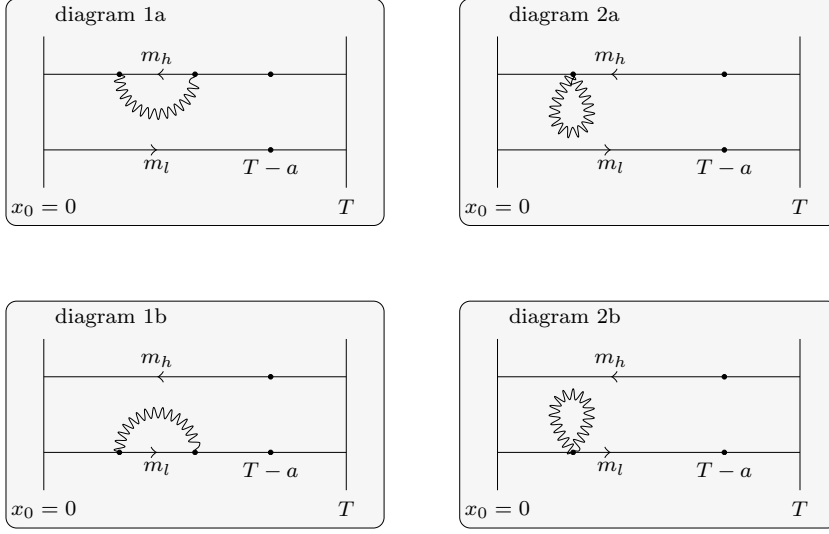 diagram 1a
m_h
m_l
T − a
x_0 = 0
T
diagram 2a
m_h
m_l
T − a
x_0 = 0
T
diagram 1b
m_h
m_l
T − a
x_0 = 0
T
diagram 2b
m_h
m_l
T − a
x_0 = 0
T